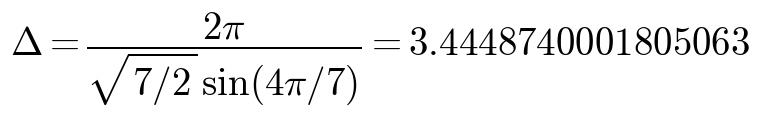 Δ = 2π / (√(7/2) sin(4π/7)) = 3.4448740001805063